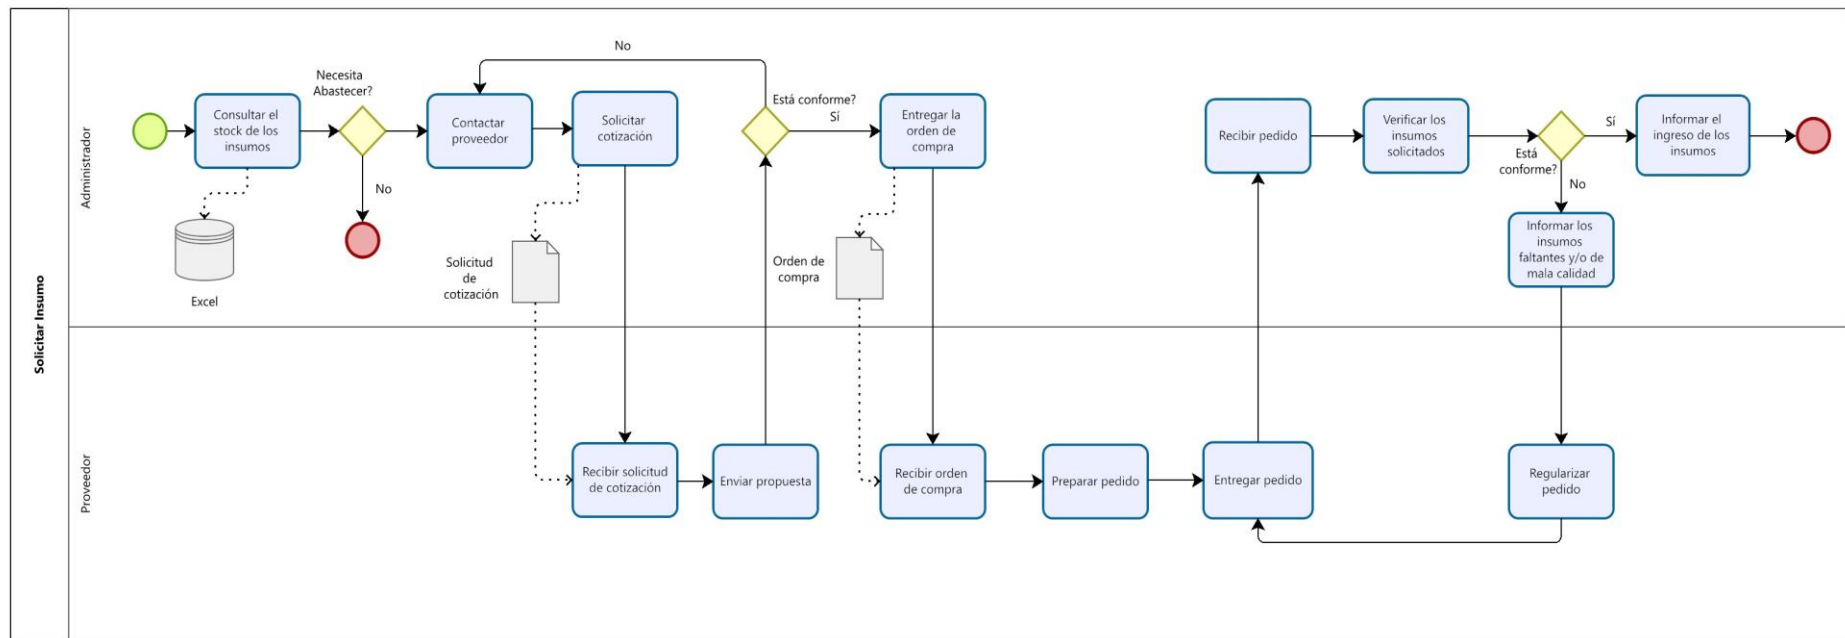 Solicitar Insumo
Administrador
Consultar el
stock de los
insumos
Excel
Necesita
Abastecer?
No
Contactar
proveedor
Solicitar
cotización
Solicitud
de
cotización
No
Está conforme?
Sí
Entregar la
orden de
compra
Orden de
compra
Recibir pedido
Verificar los
insumos
solicitados
Está
conforme?
Sí
No
Informar el
ingreso de los
insumos
Informar los
insumos
faltantes y/o de
mala calidad
Proveedor
Recibir solicitud
de cotización
Enviar propuesta
Recibir orden
de compra
Preparar pedido
Entregar pedido
Regularizar
pedido